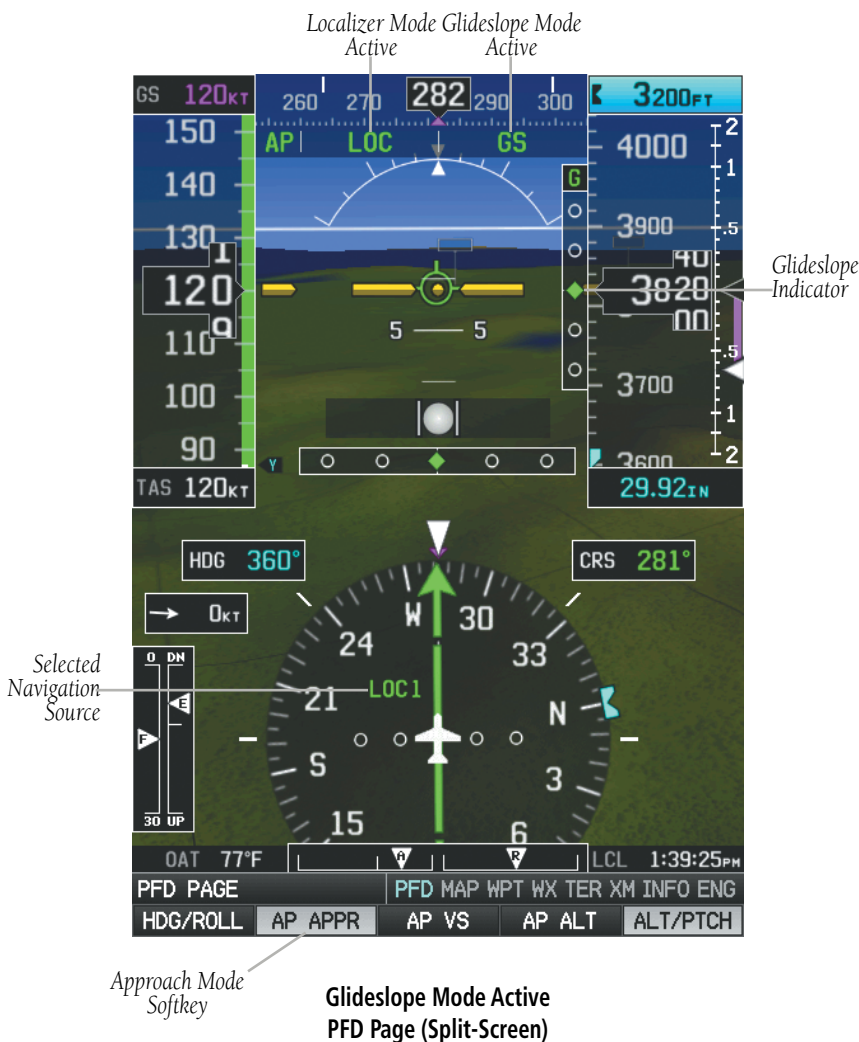 Localizer Mode Active
Glideslope Mode Active
GS 120KT
260 270 282 290 300
3200FT
AP LOC GS
150
140
130
120
110
100
90
1
9
G
4000
3900
3820
40
00
3700
3600
2
1
.5
.5
1
2
Glideslope Indicator
5 5
Y
TAS 120KT
29.92IN
HDG 360°
CRS 281°
0KT
W 30
24 33
21 N
S 3
15 6
LOC1
Selected Navigation Source
0 DN
E
F
30 UP
OAT 77°F
A
R
LCL 1:39:25PM
PFD PAGE
PFD MAP WPT WX TER XM INFO ENG
HDG/ROLL AP APPR AP VS AP ALT ALT/PTCH
Approach Mode Softkey
Glideslope Mode Active
PFD Page (Split-Screen)